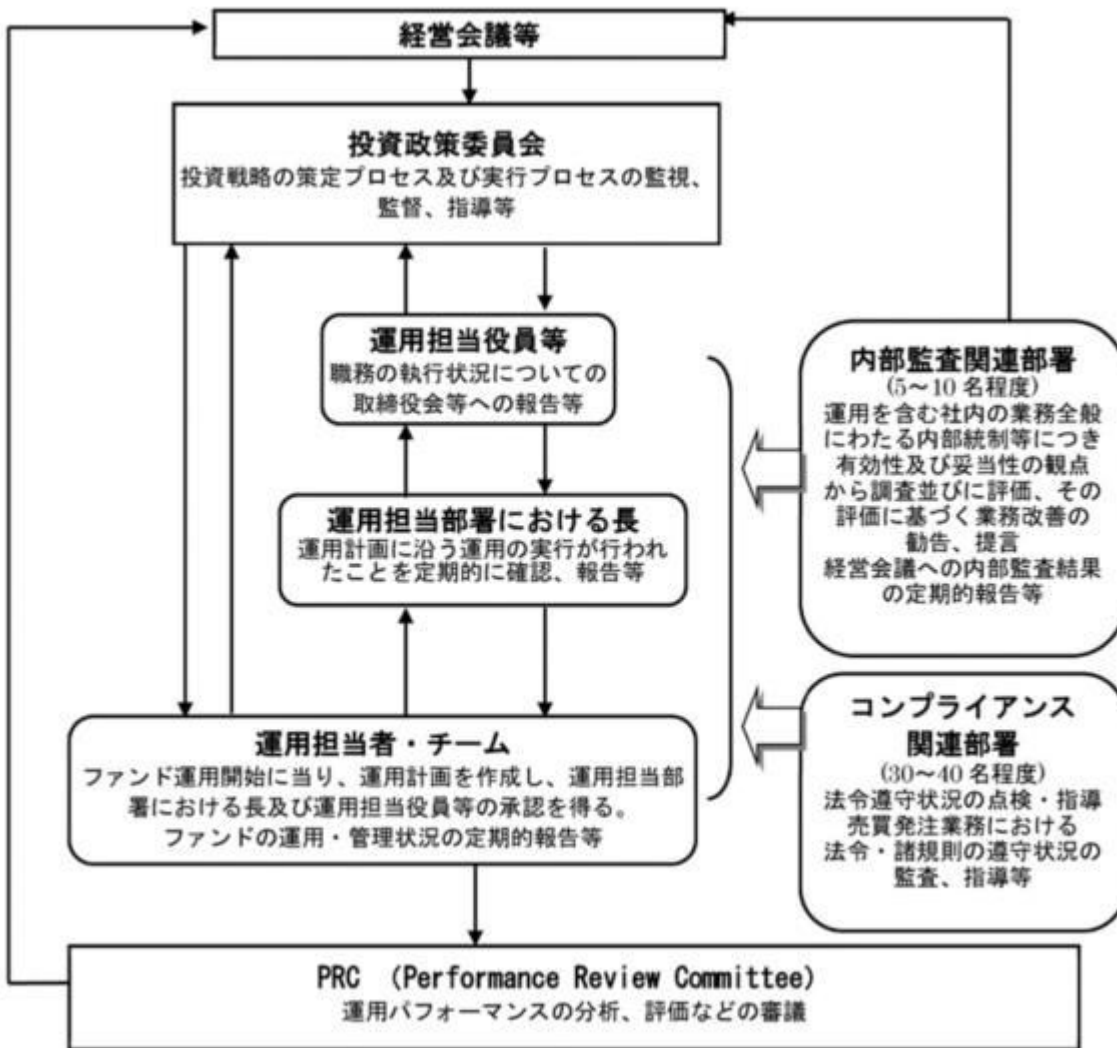 経営会議等
投資政策委員会
投資戦略の策定プロセス及び実行プロセスの監視、
監督、指導等
運用担当役員等
職務の執行状況についての
取締役会等への報告等
運用担当部署における長
運用計画に沿う運用の実行が行われ
たことを定期的に確認、報告等
運用担当者・チーム
ファンド運用開始に当り、運用計画を作成し、運用担当部
署における長及び運用担当役員等の承認を得る。
ファンドの運用・管理状況の定期的報告等
内部監査関連部署
(5～10 名程度)
運用を含む社内の業務全般
にわたる内部統制等につき
有効性及び妥当性の観点
から調査並びに評価、その
評価に基づく業務改善の
勧告、提言
経営会議への内部監査結果
の定期的報告等
コンプライアンス
関連部署
(30～40 名程度)
法令遵守状況の点検・指導
売買発注業務における
法令・諸規則の遵守状況の
監査、指導等
PRC （Performance Review Committee）
運用パフォーマンスの分析、評価などの審議